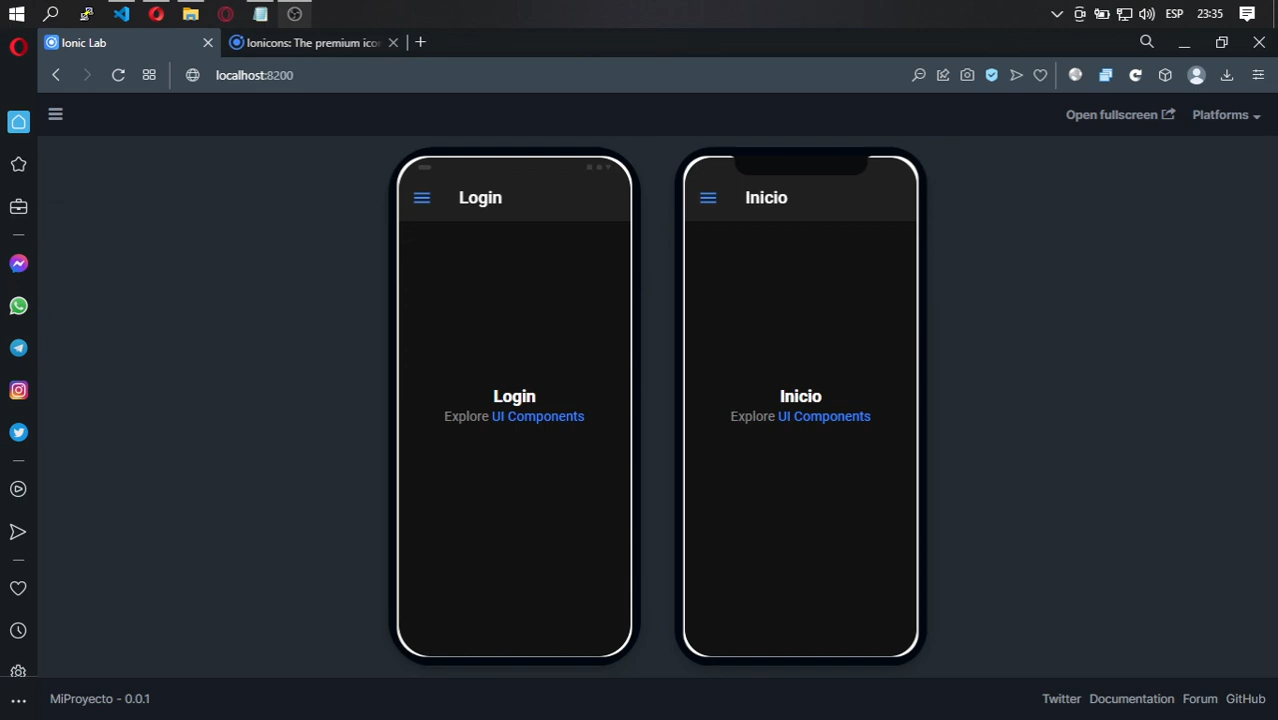 ESP
23:35
Ionic Lab
Ionicons: The premium icon
localhost:8200
Open fullscreen
Platforms
Login
Inicio
Login
Explore UI Components
Inicio
Explore UI Components
MiProyecto - 0.0.1
Twitter
Documentation
Forum
GitHub